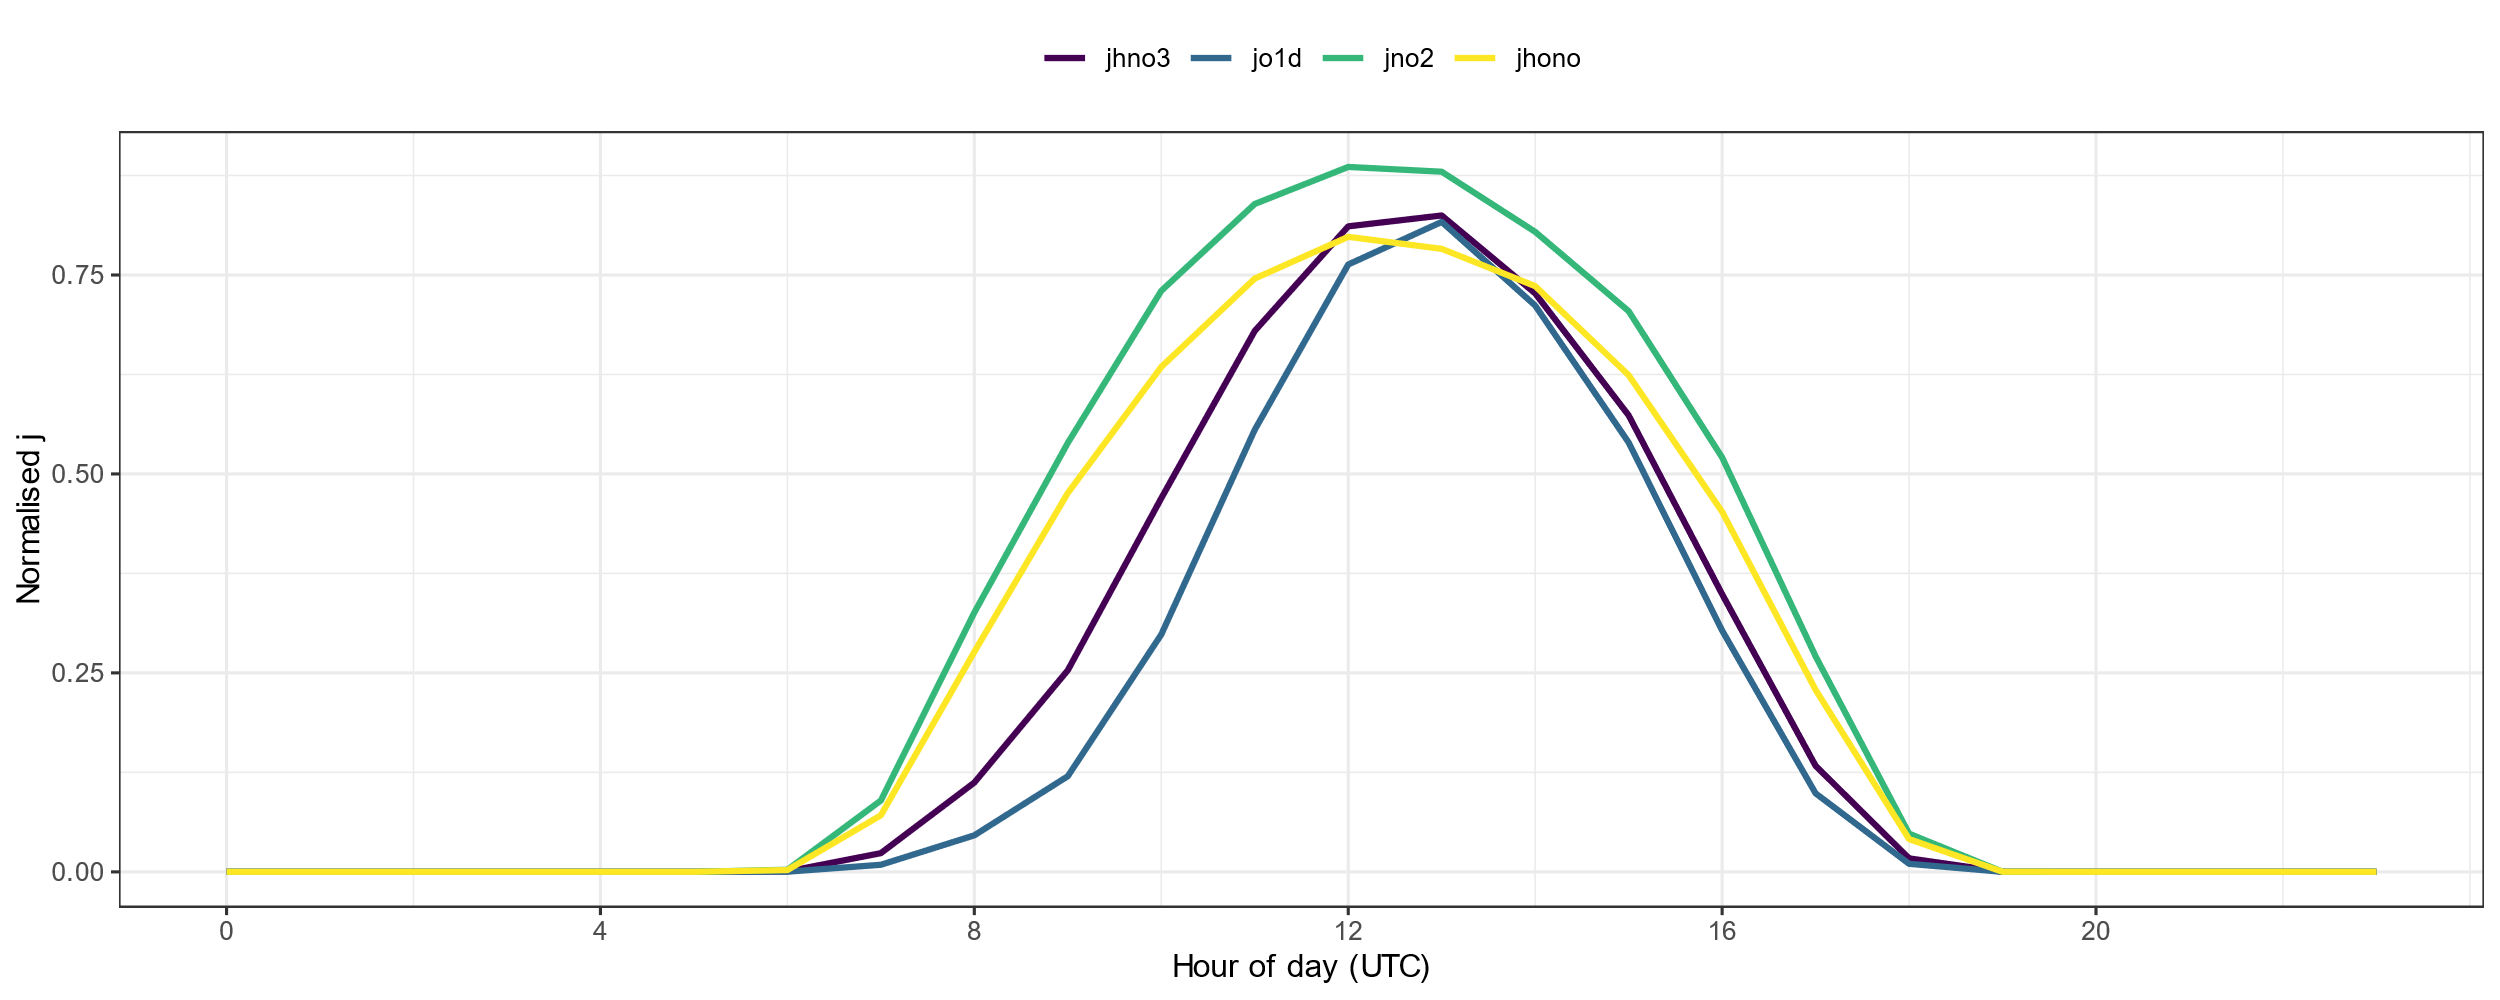 jhno3 jo1d jno2 jhono
Normalised j
0.75
0.50
0.25
0.00
0 4 8 12 16 20
Hour of day (UTC)